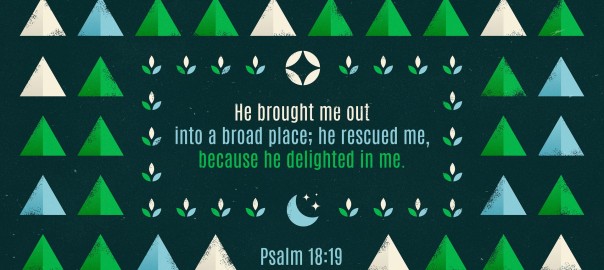 He brought me out
into a broad place; he rescued me,
because he delighted in me.
Psalm 18:19